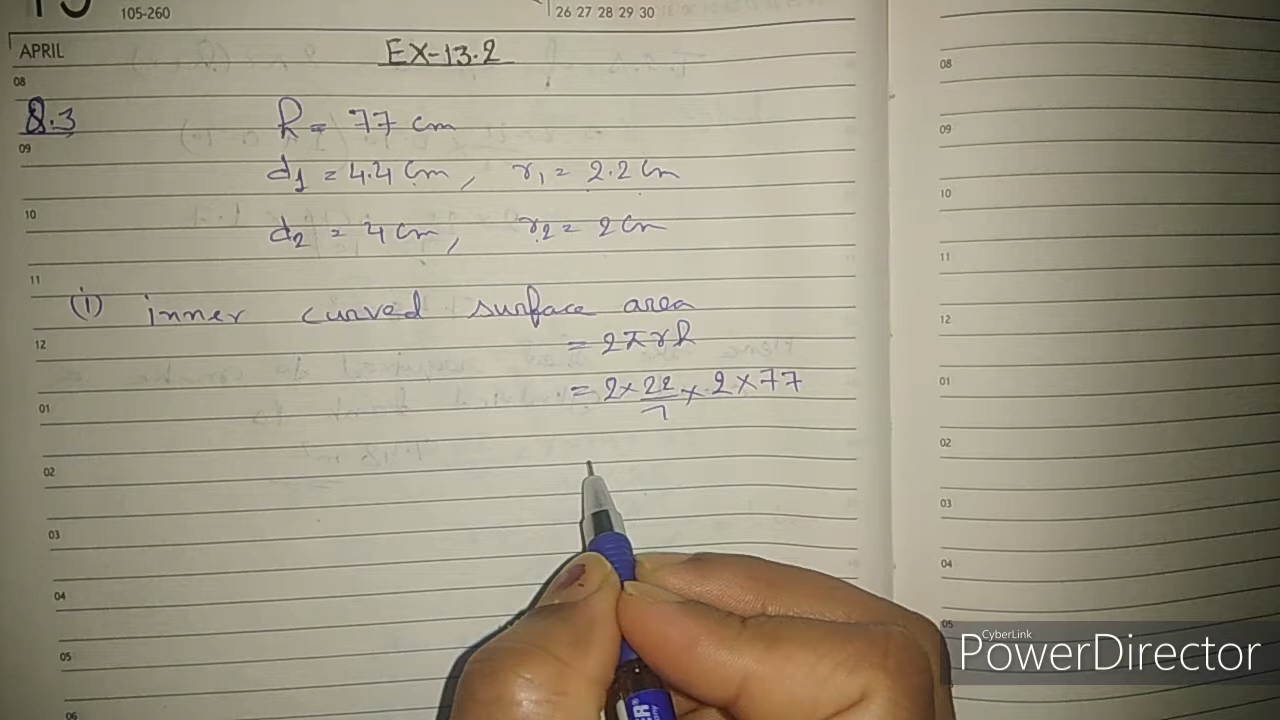 105-260
26 27 28 29 30
APRIL
EX-13.2
08
Q.3
h = 77 cm
09
d1 = 4.4 cm, r1 = 2.2 cm
10
d2 = 4 cm, r2 = 2 cm
11
(i) inner curved surface area
12
= 2πrh
= 2 × 22/7 × 2 × 77
01
02
03
04
05
06
08
09
10
11
12
01
02
03
04
05
CyberLink
PowerDirector